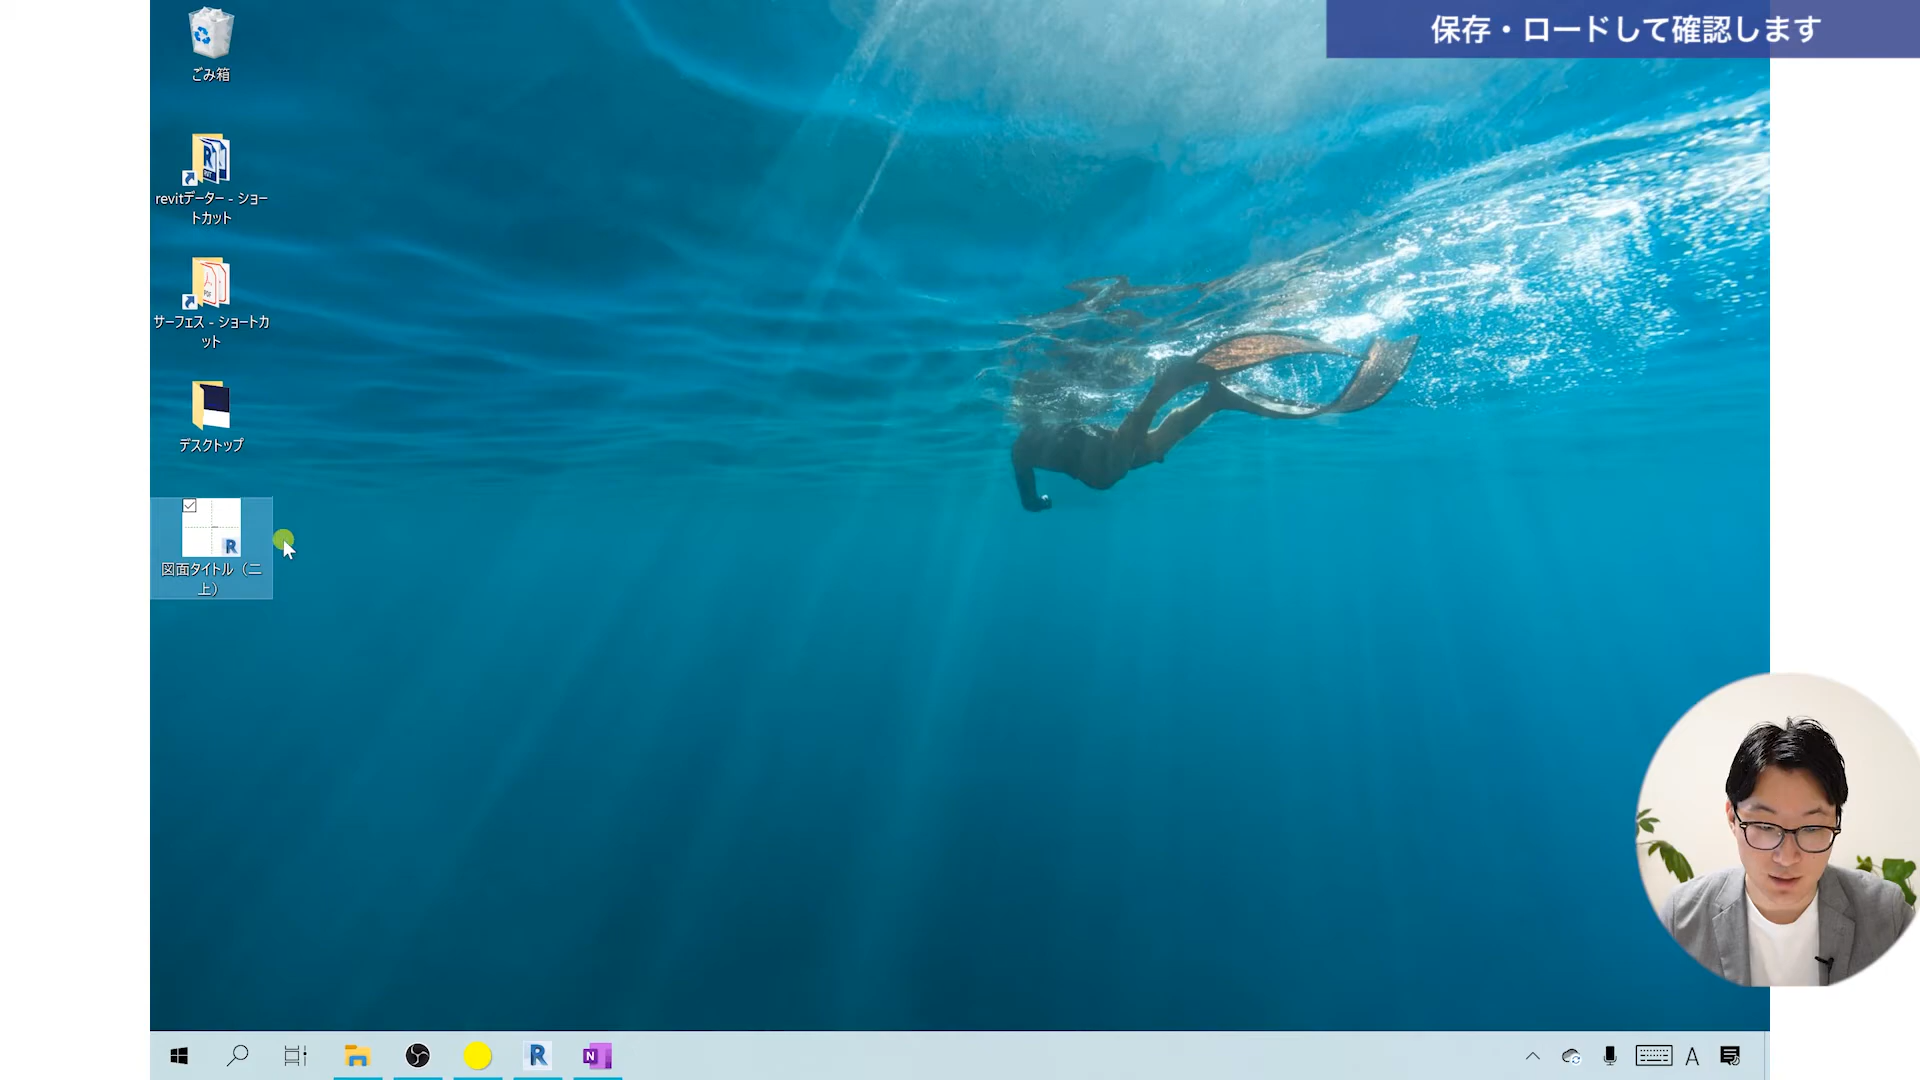 保存・ロードして確認します
ごみ箱
revitデーター - ショー
トカット
サーフェス - ショートカ
ット
デスクトップ
図面タイトル（二
上）
R
R
N
A